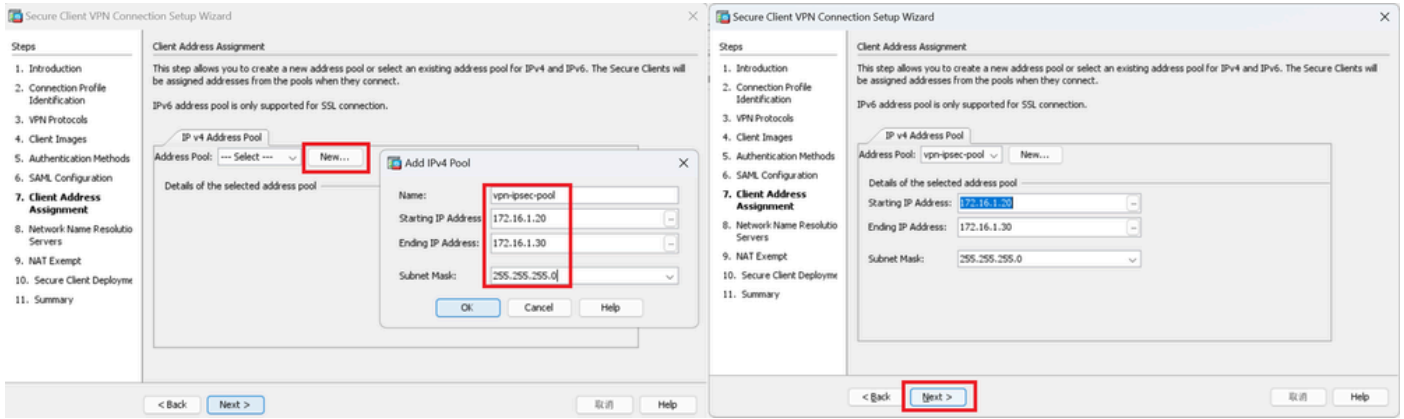 Secure Client VPN Connection Setup Wizard
Steps
1. Introduction
2. Connection Profile
Identification
3. VPN Protocols
4. Client Images
5. Authentication Methods
6. SAML Configuration
7. Client Address
Assignment
8. Network Name Resolutio
Servers
9. NAT Exempt
10. Secure Client Deployme
11. Summary
Client Address Assignment
This step allows you to create a new address pool or select an existing address pool for IPv4 and IPv6. The Secure Clients will
be assigned addresses from the pools when they connect.
IPv6 address pool is only supported for SSL connection.
IP v4 Address Pool
Address Pool: --- Select --- New...
Details of the selected address pool
Add IPv4 Pool
Name: vpn-ipsec-pool
Starting IP Address 172.16.1.20
Ending IP Address: 172.16.1.30
Subnet Mask: 255.255.255.0
OK Cancel Help
< Back Next > 取消 Help
Secure Client VPN Connection Setup Wizard
Steps
1. Introduction
2. Connection Profile
Identification
3. VPN Protocols
4. Client Images
5. Authentication Methods
6. SAML Configuration
7. Client Address
Assignment
8. Network Name Resolutio
Servers
9. NAT Exempt
10. Secure Client Deployme
11. Summary
Client Address Assignment
This step allows you to create a new address pool or select an existing address pool for IPv4 and IPv6. The Secure Clients will
be assigned addresses from the pools when they connect.
IPv6 address pool is only supported for SSL connection.
IP v4 Address Pool
Address Pool: vpn-ipsec-pool New...
Details of the selected address pool
Starting IP Address: 172.16.1.20
Ending IP Address: 172.16.1.30
Subnet Mask: 255.255.255.0
< Back Next > 取消 Help